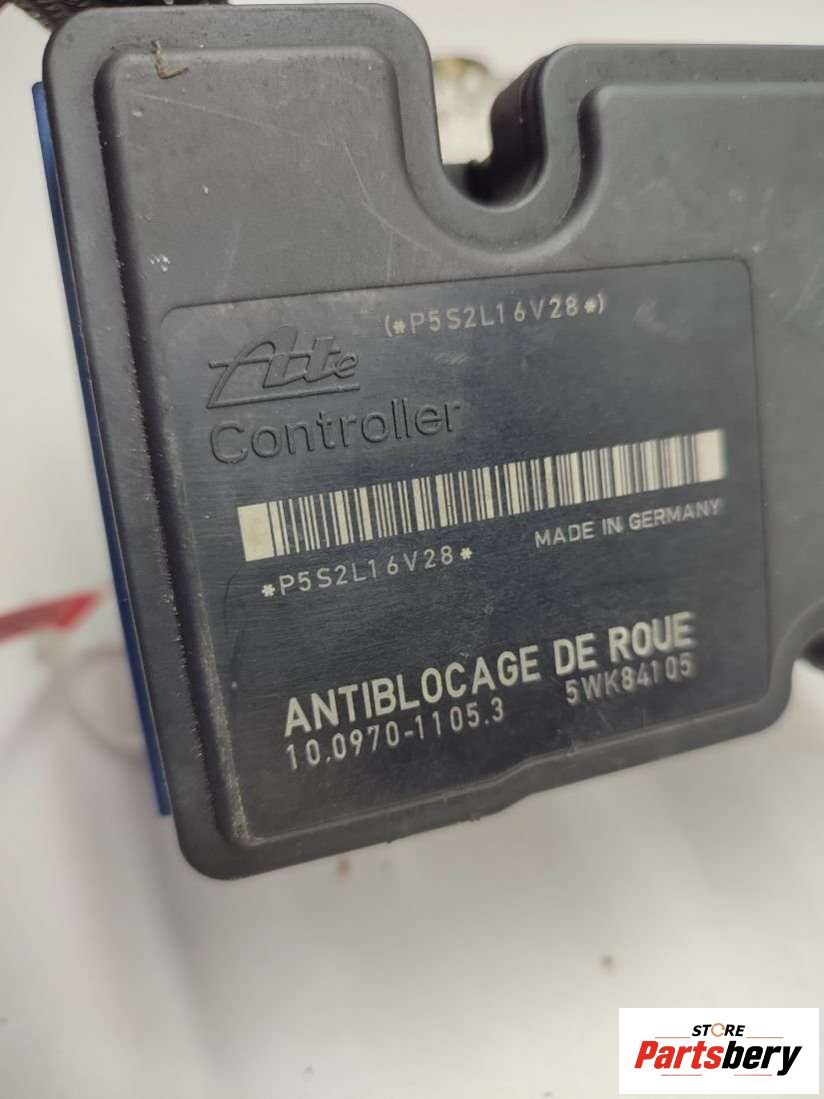 (*P5S2L16V28*)
Ate
Controller
*P5S2L16V28*
MADE IN GERMANY
ANTIBLOCAGE DE ROUE
10.0970-1105.3 5WK84105
STORE
Partsbery